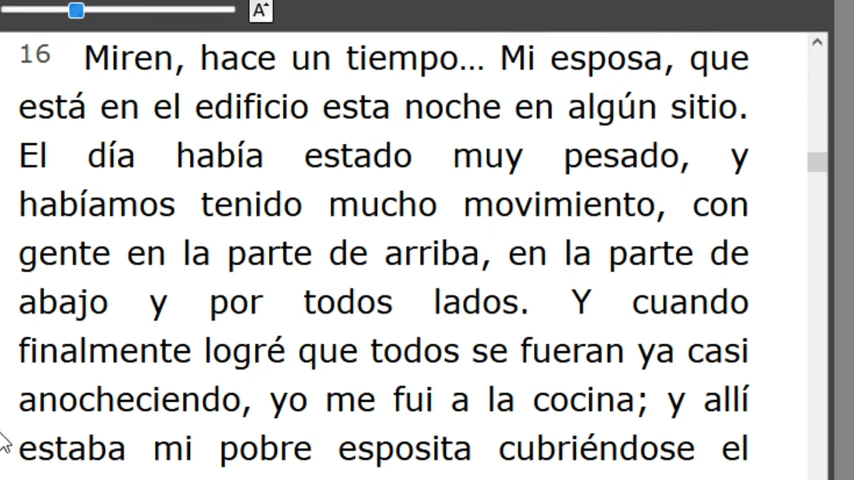 A
16 Miren, hace un tiempo... Mi esposa, que
está en el edificio esta noche en algún sitio.
El día había estado muy pesado, y
habíamos tenido mucho movimiento, con
gente en la parte de arriba, en la parte de
abajo y por todos lados. Y cuando
finalmente logré que todos se fueran ya casi
anocheciendo, yo me fui a la cocina; y allí
estaba mi pobre esposita cubriéndose el